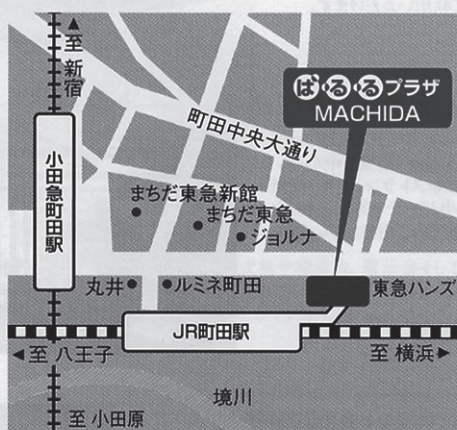 ▲
至
新
宿
ぱ・る・るプラザ
MACHIDA
町田中央大通り
小田急町田駅
まちだ東急新館
まちだ東急
ジョルナ
丸井
ルミネ町田
東急ハンズ
JR町田駅
◀至 八王子
至 横浜▶
境川
至 小田原